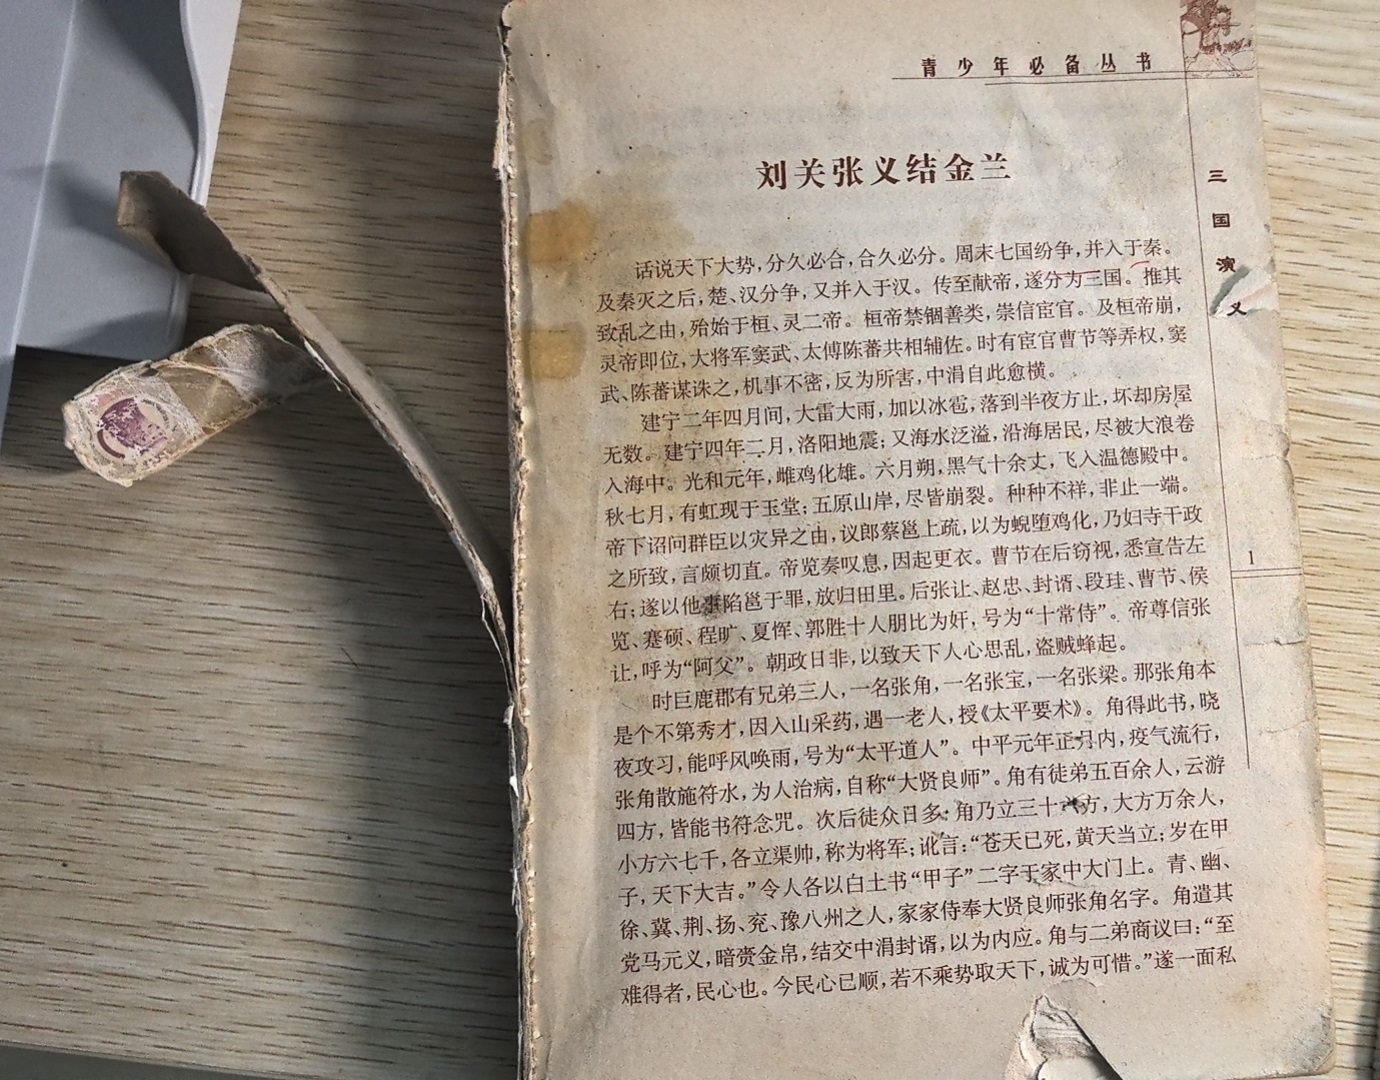 青少年必备丛书
刘关张义结金兰
话说天下大势,分久必合,合久必分。周末七国纷争,并入于秦。
及秦灭之后,楚、汉分争,又并入于汉。传至献帝,遂分为三国。推其
致乱之由,殆始于桓、灵二帝。桓帝禁锢善类,崇信宦官。及桓帝崩,
灵帝即位,大将军窦武、太傅陈蕃共相辅佐。时有宦官曹节等弄权,窦
武、陈蕃谋诛之,机事不密,反为所害,中涓自此愈横。
建宁二年四月间,大雷大雨,加以冰雹,落到半夜方止,坏却房屋
无数。建宁四年二月,洛阳地震;又海水泛溢,沿海居民,尽被大浪卷
入海中。光和元年,雌鸡化雄。六月朔,黑气十余丈,飞入温德殿中。
秋七月,有虹现于玉堂;五原山岸,尽皆崩裂。种种不祥,非止一端。
帝下诏问群臣以灾异之由,议郎蔡邕上疏,以为蜺堕鸡化,乃妇寺干政
之所致,言颇切直。帝览奏叹息,因起更衣。曹节在后窃视,悉宣告左
右;遂以他事陷邕于罪,放归田里。后张让、赵忠、封谞、段珪、曹节、侯
览、蹇硕、程旷、夏恽、郭胜十人朋比为奸,号为“十常侍”。帝尊信张
让,呼为“阿父”。朝政日非,以致天下人心思乱,盗贼蜂起。
时巨鹿郡有兄弟三人,一名张角,一名张宝,一名张梁。那张角本
是个不第秀才,因入山采药,遇一老人,授《太平要术》。角得此书,晓
夜攻习,能呼风唤雨,号为“太平道人”。中平元年正月内,疫气流行,
张角散施符水,为人治病,自称“大贤良师”。角有徒弟五百余人,云游
四方,皆能书符念咒。次后徒众日多,角乃立三十六方,大方万余人,
小方六七千,各立渠帅,称为将军;讹言:“苍天已死,黄天当立;岁在甲
子,天下大吉。”令人各以白土书“甲子”二字于家中大门上。青、幽、
徐、冀、荆、扬、兖、豫八州之人,家家侍奉大贤良师张角名字。角遣其
党马元义,暗赍金帛,结交中涓封谞,以为内应。角与二弟商议曰:“至
难得者,民心也。今民心已顺,若不乘势取天下,诚为可惜。”遂一面私
三国演义
1